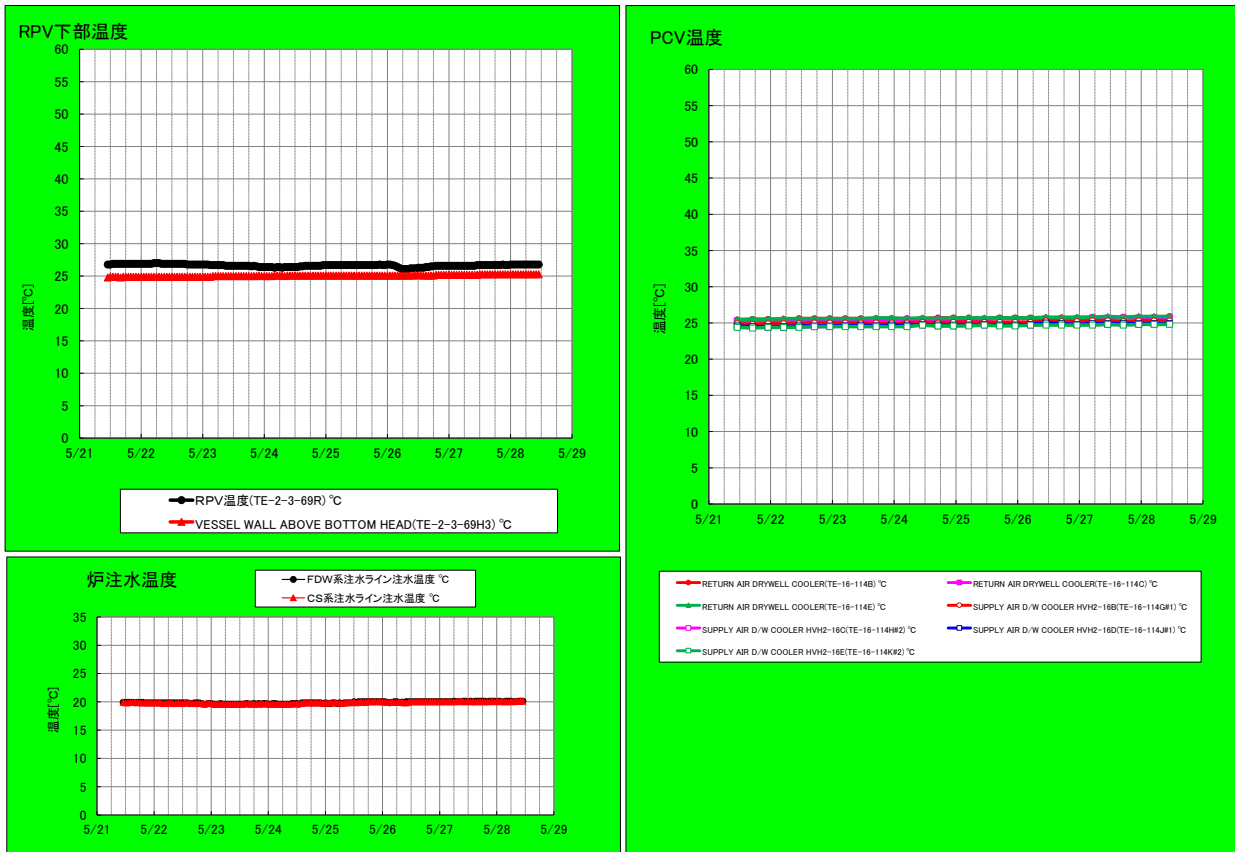 RPV下部温度
60
55
50
45
40
35
30
25
20
15
10
5
0
温度[℃]
5/21 5/22 5/23 5/24 5/25 5/26 5/27 5/28 5/29
RPV温度(TE-2-3-69R) ℃
VESSEL WALL ABOVE BOTTOM HEAD(TE-2-3-69H3) ℃
炉注水温度
FDW系注水ライン注水温度 ℃
CS系注水ライン注水温度 ℃
35
30
25
20
15
10
5
0
温度[℃]
5/21 5/22 5/23 5/24 5/25 5/26 5/27 5/28 5/29
PCV温度
60
55
50
45
40
35
30
25
20
15
10
5
0
温度[℃]
5/21 5/22 5/23 5/24 5/25 5/26 5/27 5/28 5/29
RETURN AIR DRYWELL COOLER(TE-16-114B) ℃
RETURN AIR DRYWELL COOLER(TE-16-114C) ℃
RETURN AIR DRYWELL COOLER(TE-16-114E) ℃
SUPPLY AIR D/W COOLER HVH2-16B(TE-16-114G#1) ℃
SUPPLY AIR D/W COOLER HVH2-16C(TE-16-114H#2) ℃
SUPPLY AIR D/W COOLER HVH2-16D(TE-16-114J#1) ℃
SUPPLY AIR D/W COOLER HVH2-16E(TE-16-114K#2) ℃